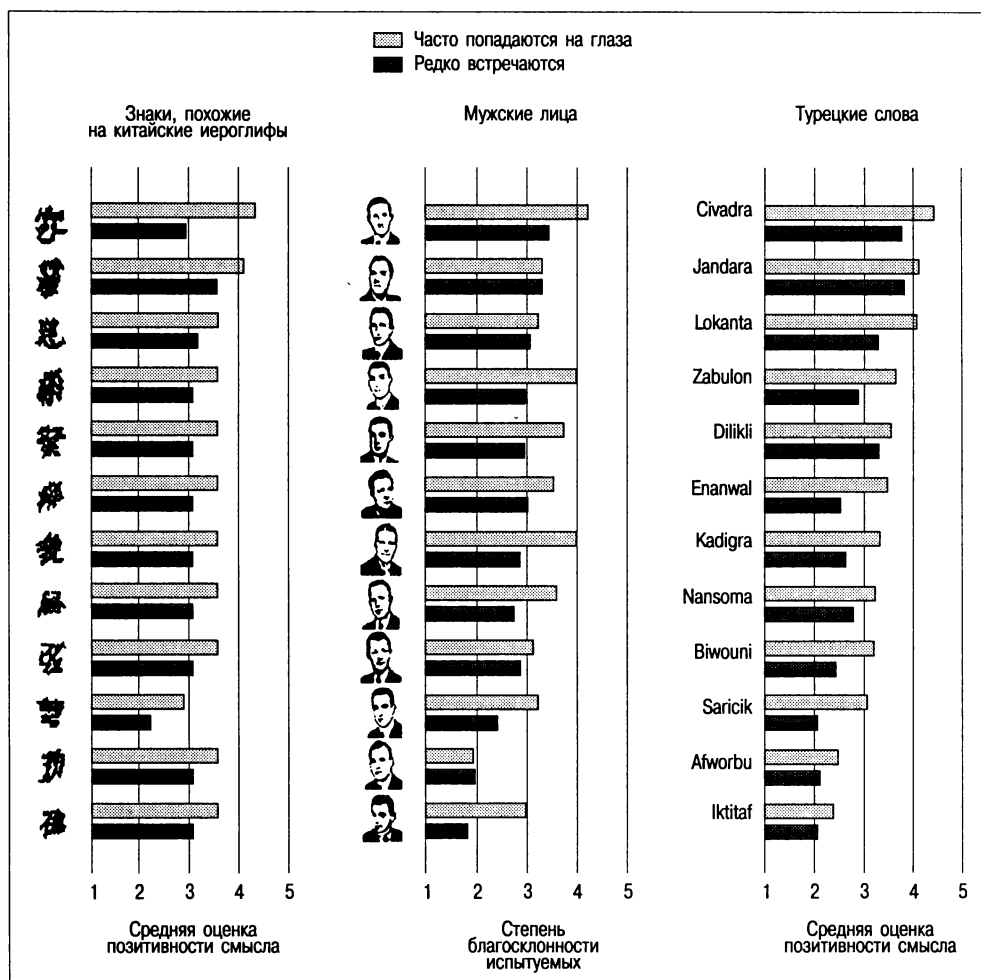 Часто попадаются на глаза
Редко встречаются
Знаки, похожие
на китайские иероглифы
Мужские лица
Турецкие слова
Civadra
Jandara
Lokanta
Zabulon
Dilikli
Enanwal
Kadigra
Nansoma
Biwouni
Saricik
Afworbu
Iktitaf
1 2 3 4 5
1 2 3 4 5
1 2 3 4 5
Средняя оценка
позитивности смысла
Степень
благосклонности
испытуемых
Средняя оценка
позитивности смысла